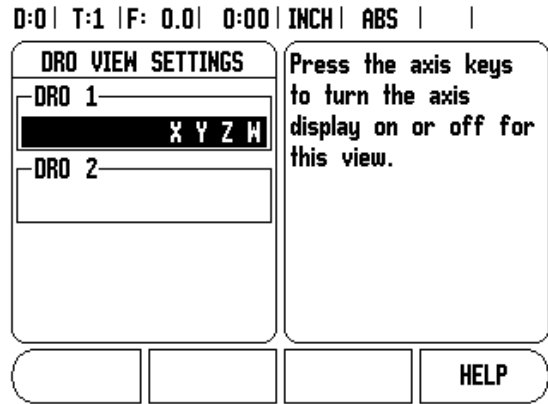 D:0| T:1 |F: 0.0| 0:00|INCH| ABS | |
DRO VIEW SETTINGS
DRO 1
X Y Z W
DRO 2
Press the axis keys
to turn the axis
display on or off for
this view.
HELP